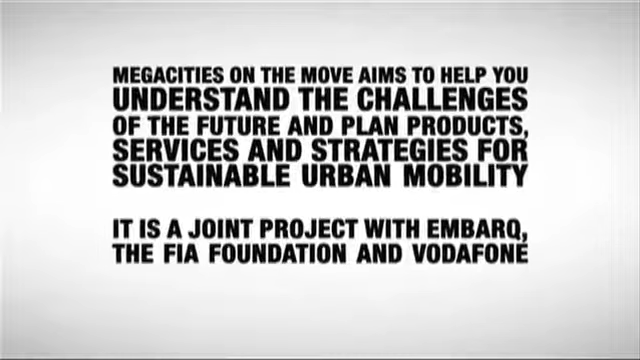 MEGACITIES ON THE MOVE AIMS TO HELP YOU
UNDERSTAND THE CHALLENGES
OF THE FUTURE AND PLAN PRODUCTS,
SERVICES AND STRATEGIES FOR
SUSTAINABLE URBAN MOBILITY
IT IS A JOINT PROJECT WITH EMBARQ,
THE FIA FOUNDATION AND VODAFONE